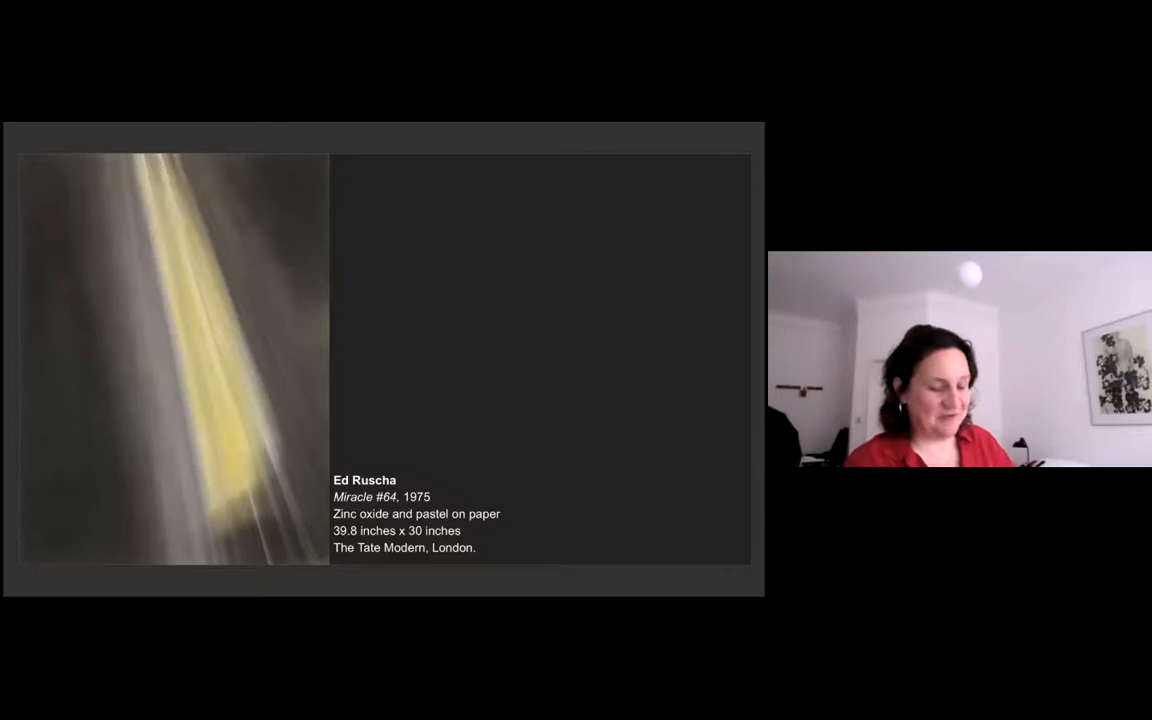 Ed Ruscha
Miracle #64, 1975
Zinc oxide and pastel on paper
39.8 inches x 30 inches
The Tate Modern, London.